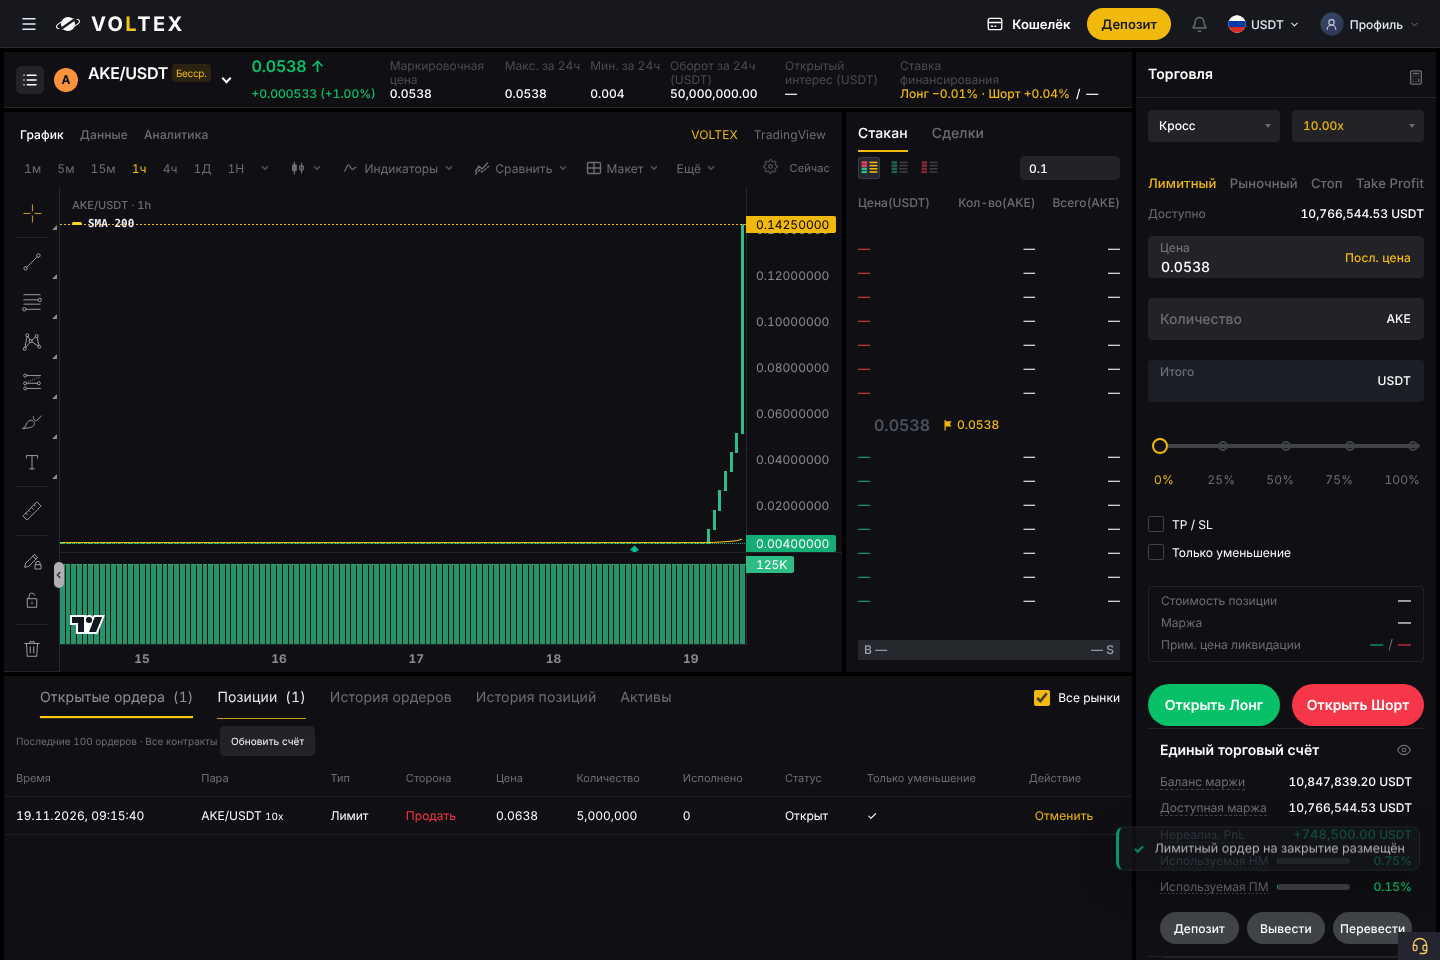 VOLTEX
Кошелёк
Депозит
USDT
Профиль
A
AKE/USDT
Бесср.
0.0538 ↑
+0.000533 (+1.00%)
Маркировочная цена
0.0538
Макс. за 24ч
0.0538
Мин. за 24ч
0.004
Оборот за 24ч (USDT)
50,000,000.00
Открытый интерес (USDT)
—
Ставка финансирования
Лонг −0.01% · Шорт +0.04% / —
График Данные Аналитика
VOLTEX TradingView
1м 5м 15м 1ч 4ч 1Д 1Н
Индикаторы Сравнить Макет Ещё Сейчас
AKE/USDT · 1h
SMA 200
0.14250000
0.12000000
0.10000000
0.08000000
0.06000000
0.04000000
0.02000000
0.00400000
125K
15 16 17 18 19
Стакан Сделки
0.1
Цена(USDT) Кол-во(AKE) Всего(AKE)
— — —
— — —
— — —
— — —
— — —
— — —
— — —
0.0538 0.0538
— — —
— — —
— — —
— — —
— — —
— — —
— — —
B — — S
Торговля
Кросс 10.00x
Лимитный Рыночный Стоп Take Profit
Доступно 10,766,544.53 USDT
Цена
0.0538
Посл. цена
Количество AKE
Итого
USDT
0% 25% 50% 75% 100%
TP / SL
Только уменьшение
Стоимость позиции —
Маржа —
Прим. цена ликвидации — / —
Открыть Лонг Открыть Шорт
Единый торговый счёт
Баланс маржи 10,847,839.20 USDT
Доступная маржа 10,766,544.53 USDT
Нереализ. PnL +748,500.00 USDT
Лимитный ордер на закрытие размещён
Используемая НМ 0.75%
Используемая ПМ 0.15%
Депозит Вывести Перевести
Открытые ордера (1) Позиции (1) История ордеров История позиций Активы
Все рынки
Последние 100 ордеров · Все контракты
Обновить счёт
Время Пара Тип Сторона Цена Количество Исполнено Статус Только уменьшение Действие
19.11.2026, 09:15:40 AKE/USDT 10x Лимит Продать 0.0638 5,000,000 0 Открыт ✓ Отменить